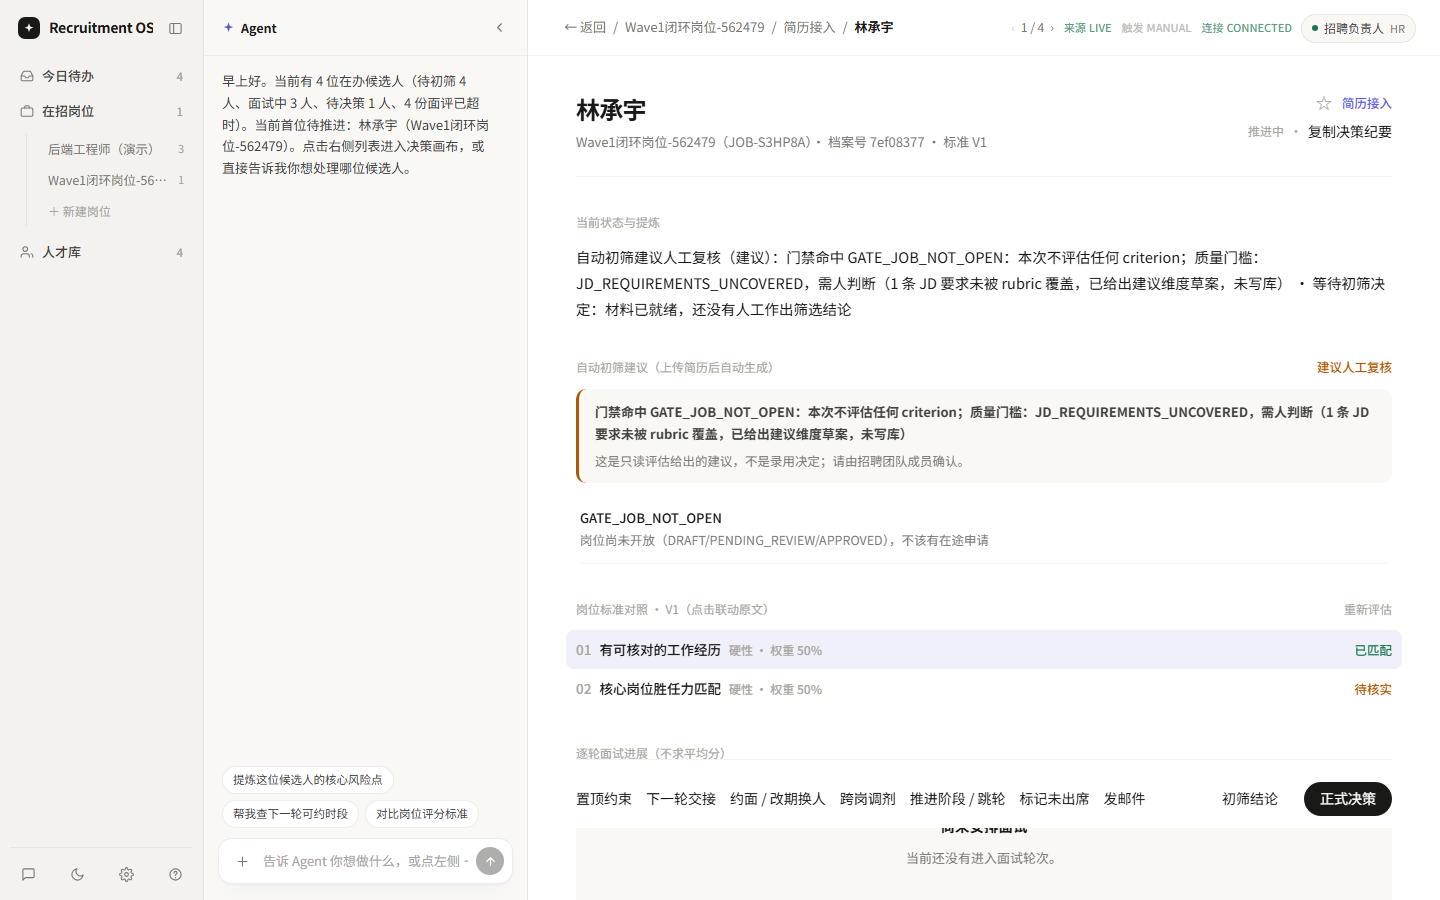 Recruitment OS
今日待办 4
在招岗位 1
后端工程师（演示） 3
Wave1闭环岗位-56··· 1
+ 新建岗位
人才库 4
Agent
早上好。当前有 4 位在办候选人（待初筛 4
人、面试中 3 人、待决策 1 人、4 份面评已超
时）。当前首位待推进：林承宇（Wave1闭环岗
位-562479）。点击右侧列表进入决策画布，或
直接告诉我你想处理哪位候选人。
提炼这位候选人的核心风险点
帮我查下一轮可约时段 对比岗位评分标准
告诉 Agent 你想做什么，或点左侧
← 返回 / Wave1闭环岗位-562479 / 简历接入 / 林承宇
‹ 1 / 4 › 来源 LIVE 触发 MANUAL 连接 CONNECTED 招聘负责人 HR
林承宇
Wave1闭环岗位-562479（JOB-S3HP8A）· 档案号 7ef08377 · 标准 V1
☆ 简历接入
推进中 · 复制决策纪要
当前状态与提炼
自动初筛建议人工复核（建议）：门禁命中 GATE_JOB_NOT_OPEN：本次不评估任何 criterion；质量门槛：
JD_REQUIREMENTS_UNCOVERED，需人判断（1 条 JD 要求未被 rubric 覆盖，已给出建议维度草案，未写库） · 等待初筛决
定：材料已就绪，还没有人工作出筛选结论
自动初筛建议（上传简历后自动生成） 建议人工复核
门禁命中 GATE_JOB_NOT_OPEN：本次不评估任何 criterion；质量门槛：JD_REQUIREMENTS_UNCOVERED，需人判断（1 条 JD
要求未被 rubric 覆盖，已给出建议维度草案，未写库）
这是只读评估给出的建议，不是录用决定；请由招聘团队成员确认。
GATE_JOB_NOT_OPEN
岗位尚未开放（DRAFT/PENDING_REVIEW/APPROVED），不该有在途申请
岗位标准对照 · V1（点击联动原文） 重新评估
01 有可核对的工作经历 硬性 · 权重 50% 已匹配
02 核心岗位胜任力匹配 硬性 · 权重 50% 待核实
逐轮面试进展（不求平均分）
置顶约束 下一轮交接 约面 / 改期换人 跨岗调剂 推进阶段 / 跳轮 标记未出席 发邮件 初筛结论 正式决策
尚未安排面试
当前还没有进入面试轮次。